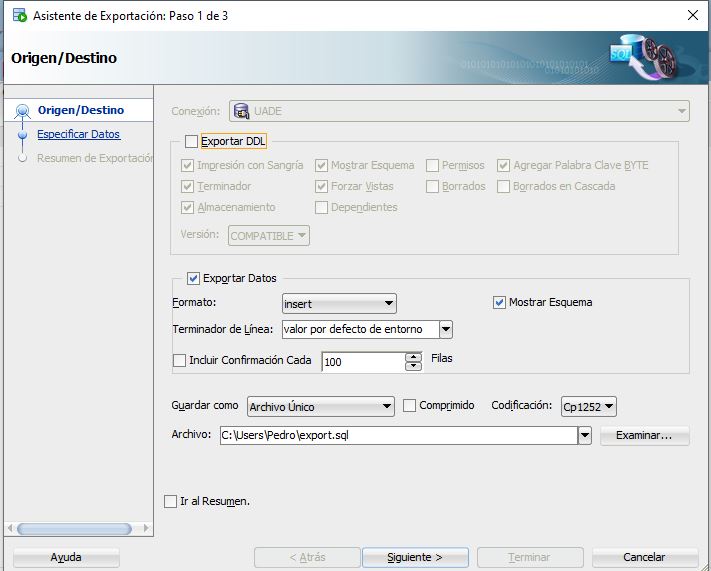 Asistente de Exportación: Paso 1 de 3
Origen/Destino
SQL
Origen/Destino
Especificar Datos
Resumen de Exportación
Conexión: UADE
Exportar DDL
Impresión con Sangría Mostrar Esquema Permisos Agregar Palabra Clave BYTE
Terminador Forzar Vistas Borrados Borrados en Cascada
Almacenamiento Dependientes
Versión: COMPATIBLE
Exportar Datos
Formato: insert Mostrar Esquema
Terminador de Línea: valor por defecto de entorno
Incluir Confirmación Cada 100 Filas
Guardar como Archivo Único Comprimido Codificación: Cp1252
Archivo: C:\Users\Pedro\export.sql Examinar...
Ir al Resumen.
Ayuda < Atrás Siguiente > Terminar Cancelar